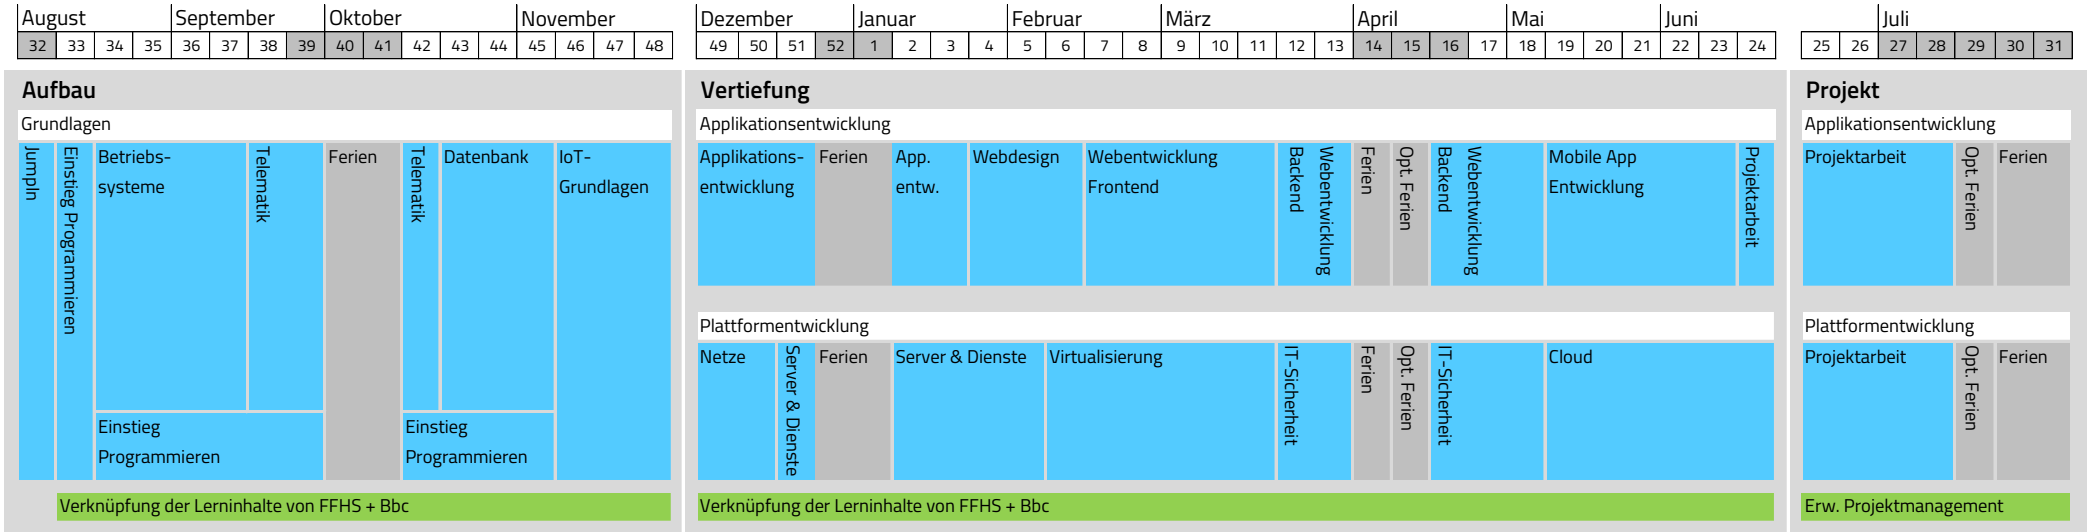 August September Oktober November Dezember Januar Februar März April Mai Juni Juli
32 33 34 35 36 37 38 39 40 41 42 43 44 45 46 47 48 49 50 51 52 1 2 3 4 5 6 7 8 9 10 11 12 13 14 15 16 17 18 19 20 21 22 23 24 25 26 27 28 29 30 31
Aufbau
Grundlagen
JumpIn
Einstieg Programmieren
Betriebs-
systeme
Telematik
Ferien
Telematik
Datenbank
IoT-
Grundlagen
Einstieg
Programmieren
Einstieg
Programmieren
Verknüpfung der Lerninhalte von FFHS + Bbc
Vertiefung
Applikationsentwicklung
Applikations-
entwicklung
Ferien
App.
entw.
Webdesign
Webentwicklung
Frontend
Webentwicklung
Backend
Ferien
Opt. Ferien
Webentwicklung
Backend
Mobile App
Entwicklung
Projektarbeit
Plattformentwicklung
Netze
Server & Dienste
Ferien
Server & Dienste
Virtualisierung
IT-Sicherheit
Ferien
Opt. Ferien
IT-Sicherheit
Cloud
Verknüpfung der Lerninhalte von FFHS + Bbc
Projekt
Applikationsentwicklung
Projektarbeit
Opt. Ferien
Ferien
Plattformentwicklung
Projektarbeit
Opt. Ferien
Ferien
Erw. Projektmanagement